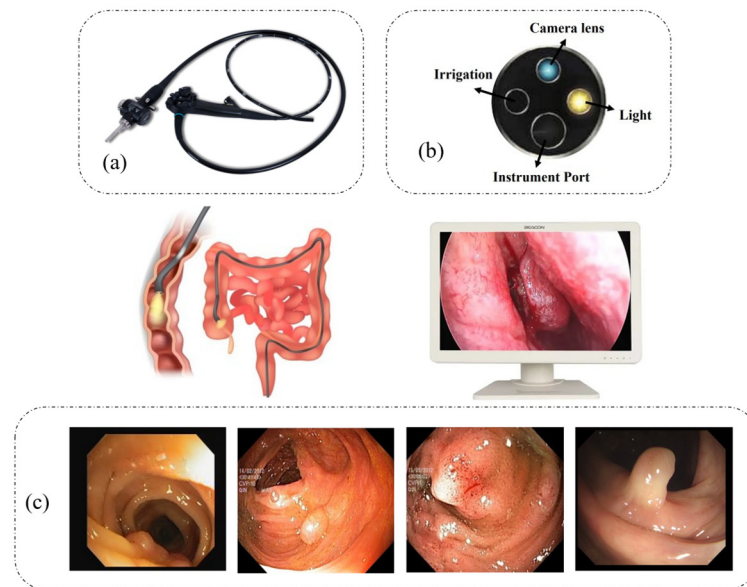 Camera lens
Irrigation
Light
(a)
(b)
Instrument Port
(c)